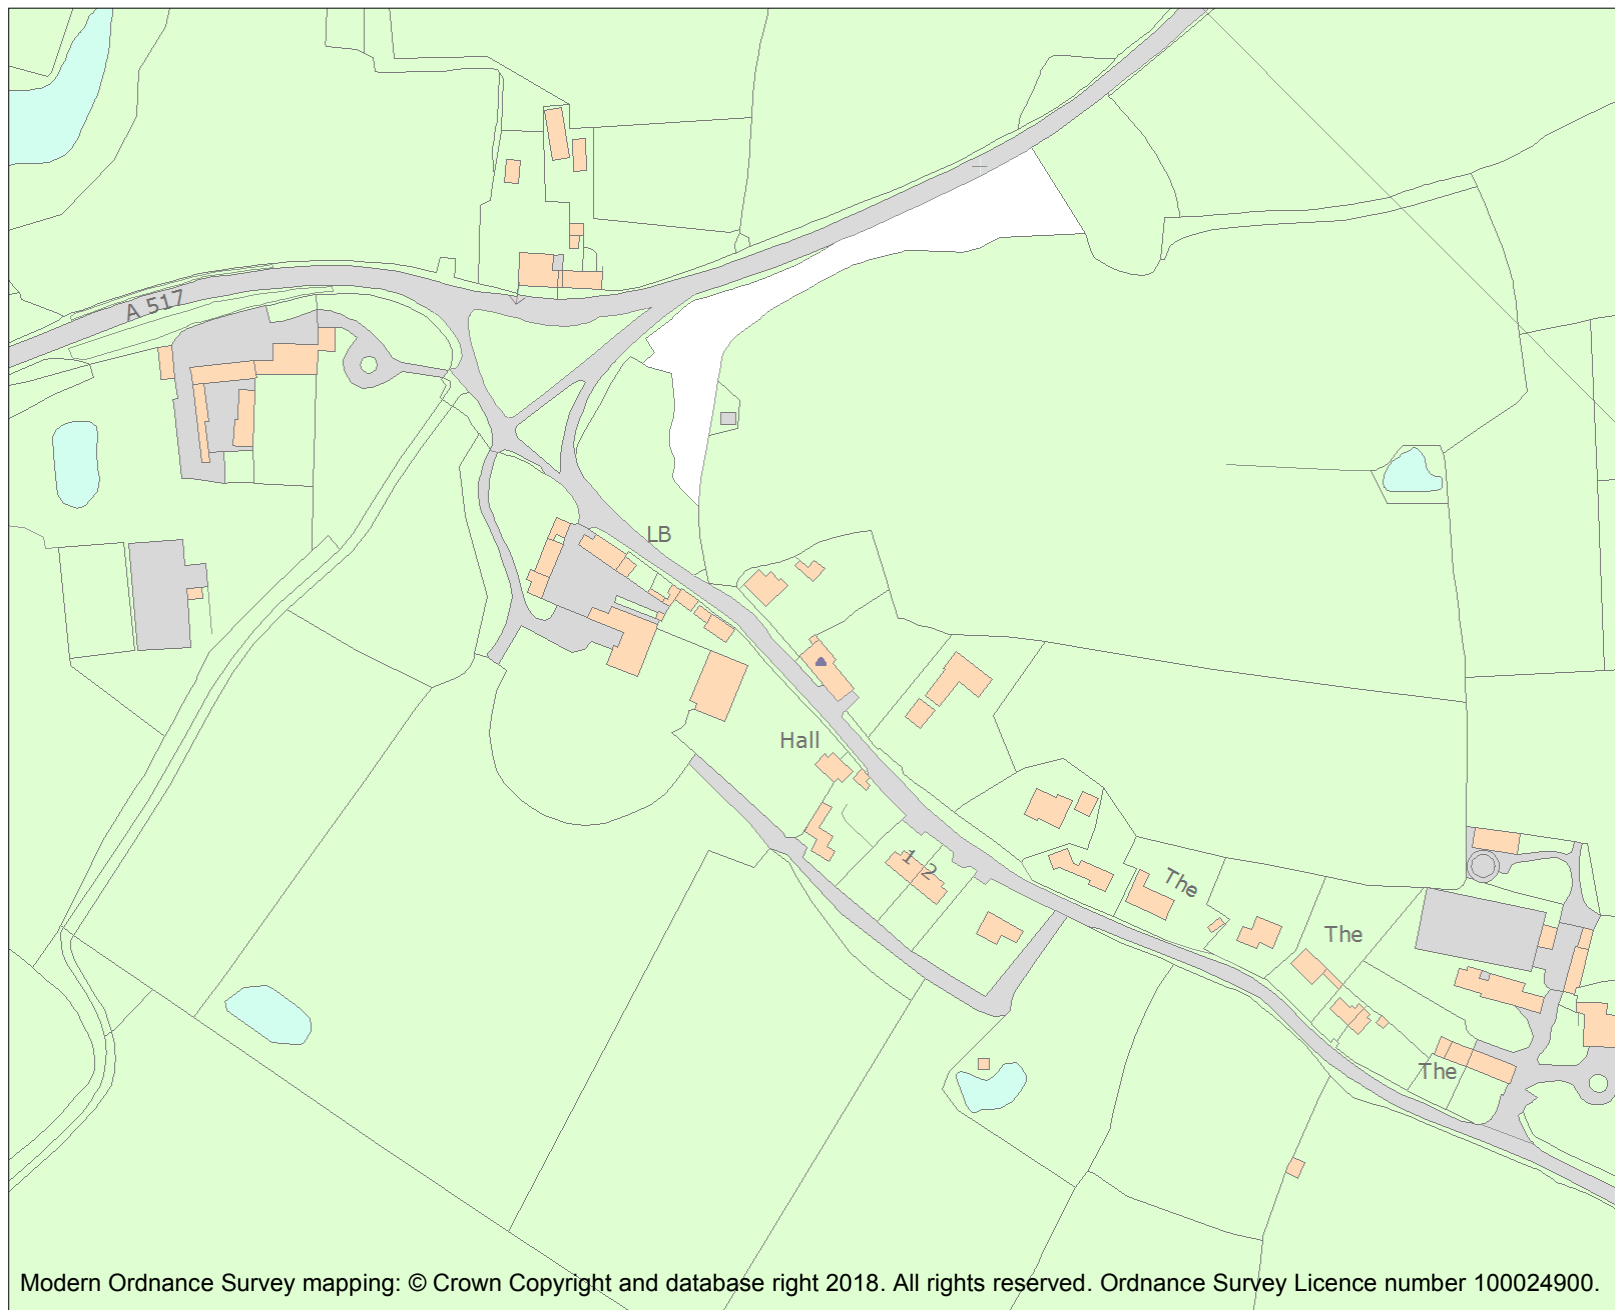 A 517
LB
Hall
1
2
The
The
The
Modern Ordnance Survey mapping: © Crown Copyright and database right 2018. All rights reserved. Ordnance Survey Licence number 100024900.